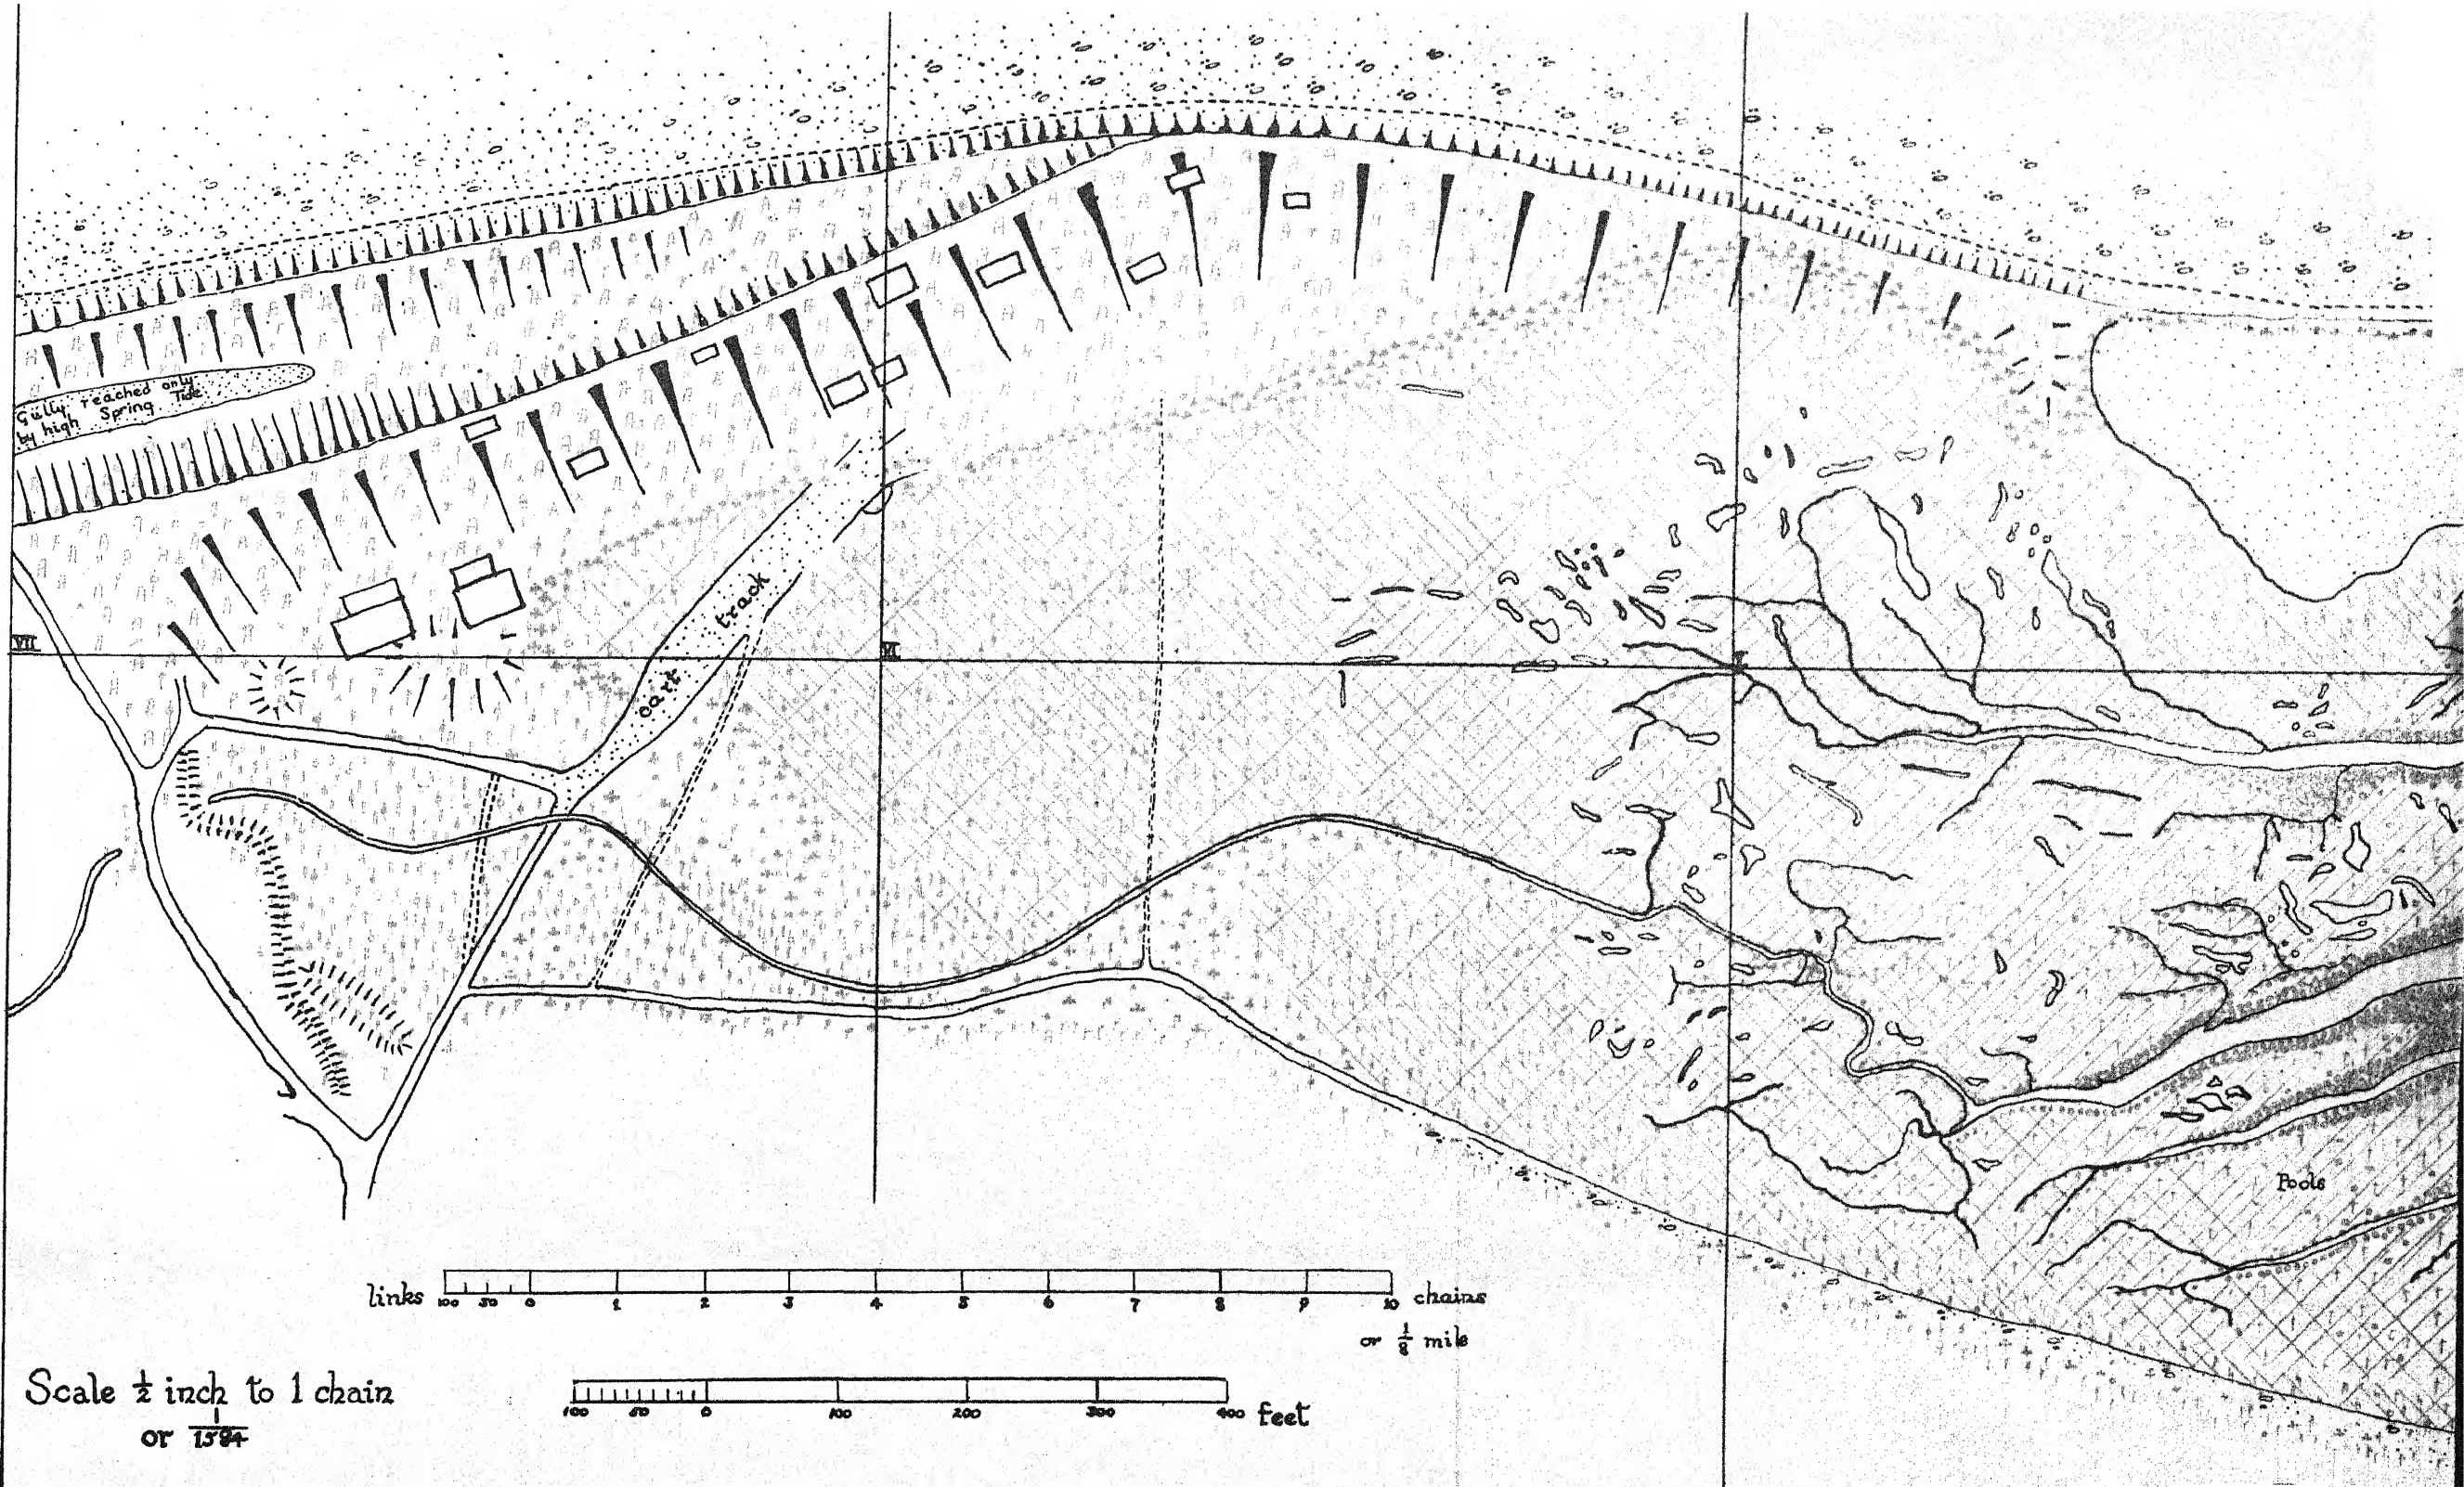 Gully reached only
by high Spring Tide
VII
VI
track
cart
Pools
links 100 50 0 1 2 3 4 5 6 7 8 9 10 chains
or 1/8 mile
Scale 1/2 inch to 1 chain
or 1/1584
100 50 0 100 200 300 400 feet